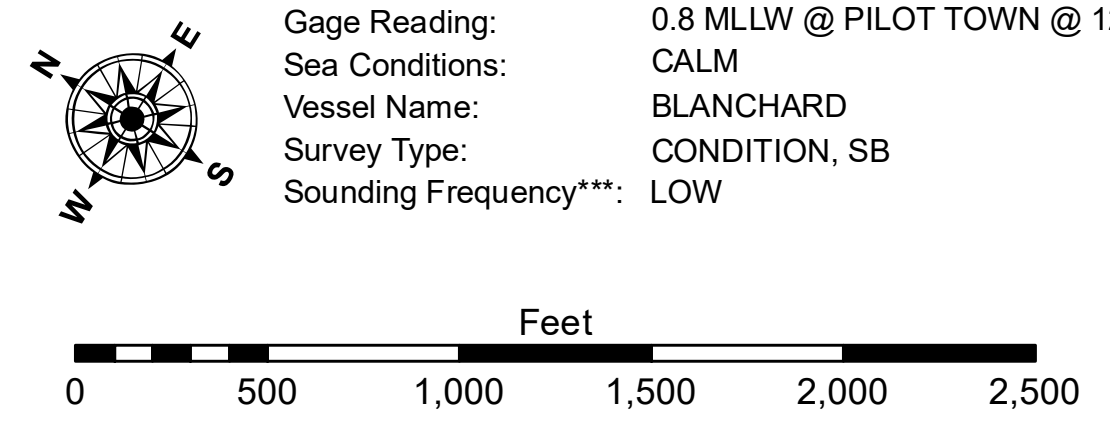 N
E
S
W
Gage Reading: 0.8 MLLW @ PILOT TOWN @
Sea Conditions: CALM
Vessel Name: BLANCHARD
Survey Type: CONDITION, SB
Sounding Frequency***: LOW
Feet
0 500 1,000 1,500 2,000 2,500